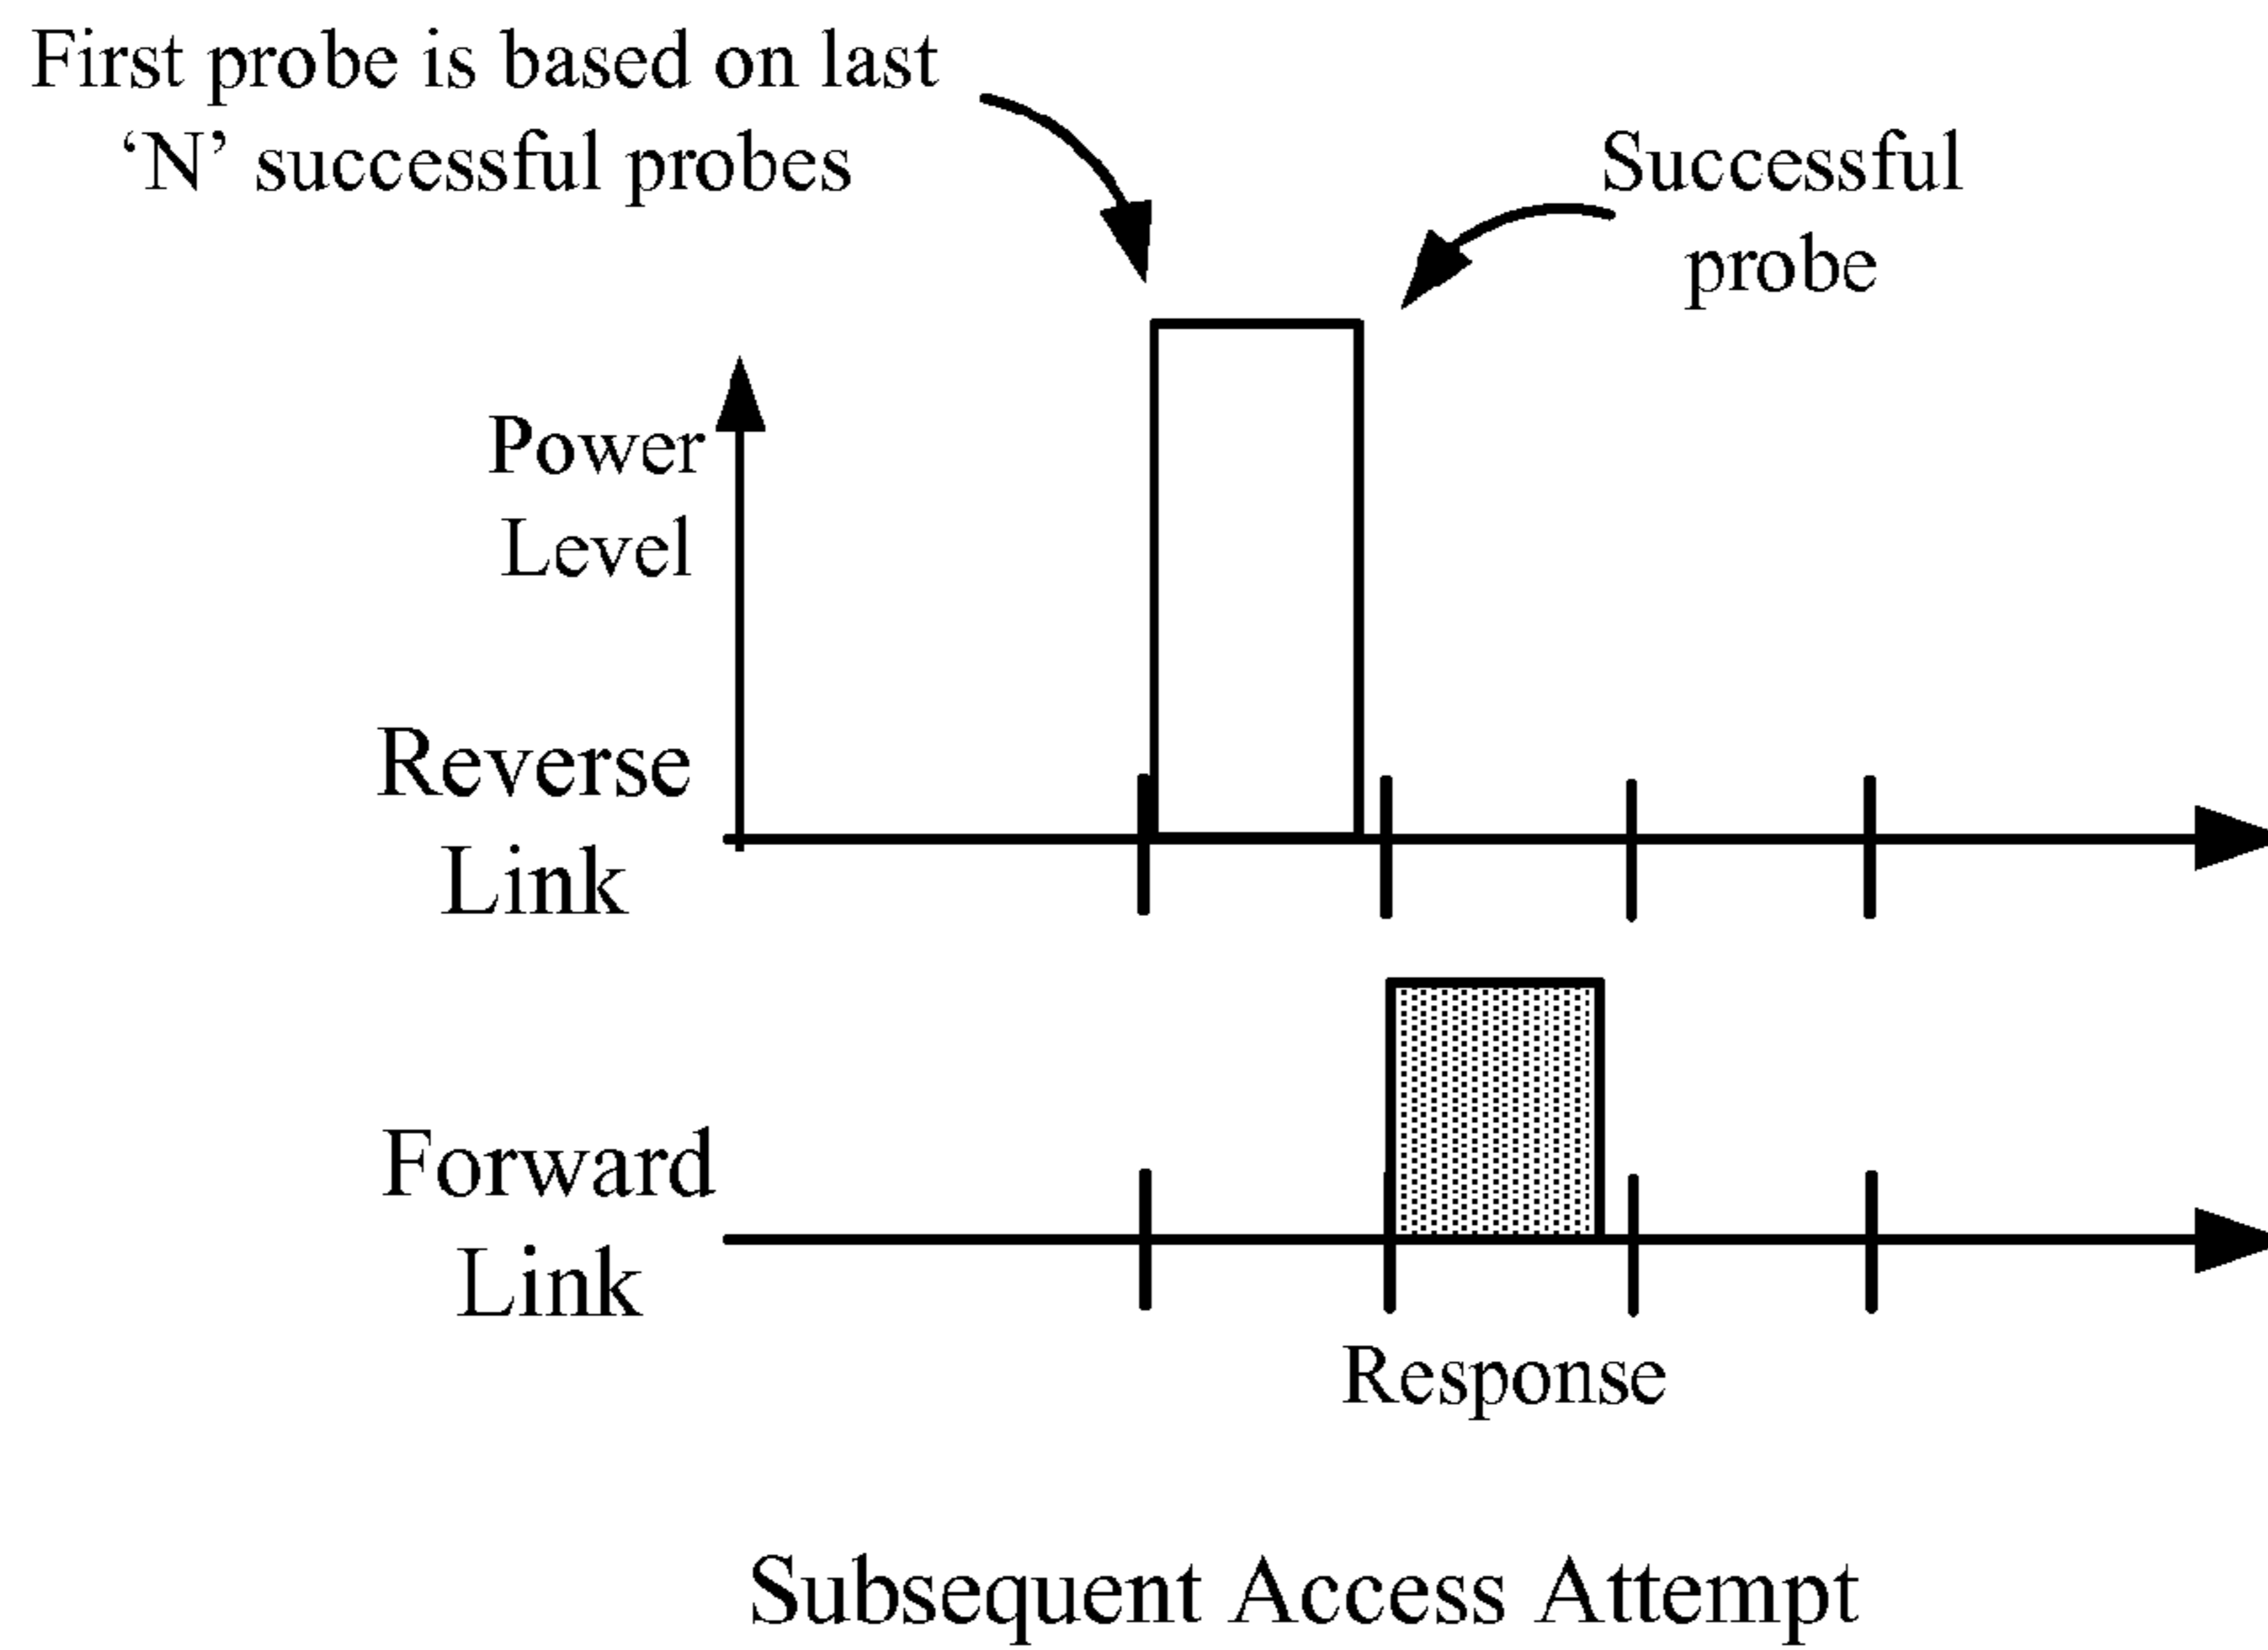 First probe is based on last
‘N’ successful probes
Successful
probe
Power
Level
Reverse
Link
Forward
Link
Response
Subsequent Access Attempt